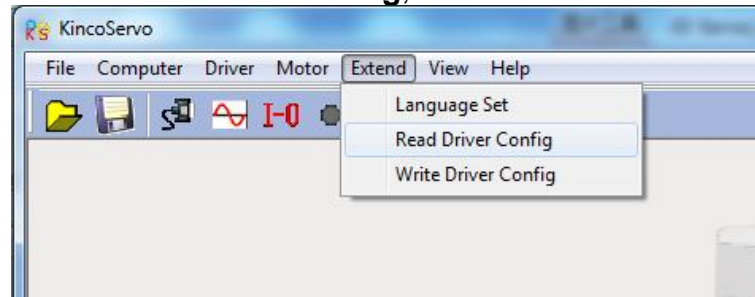 g,
KincoServo
File Computer Driver Motor Extend View Help
I-0
Language Set
Read Driver Config
Write Driver Config